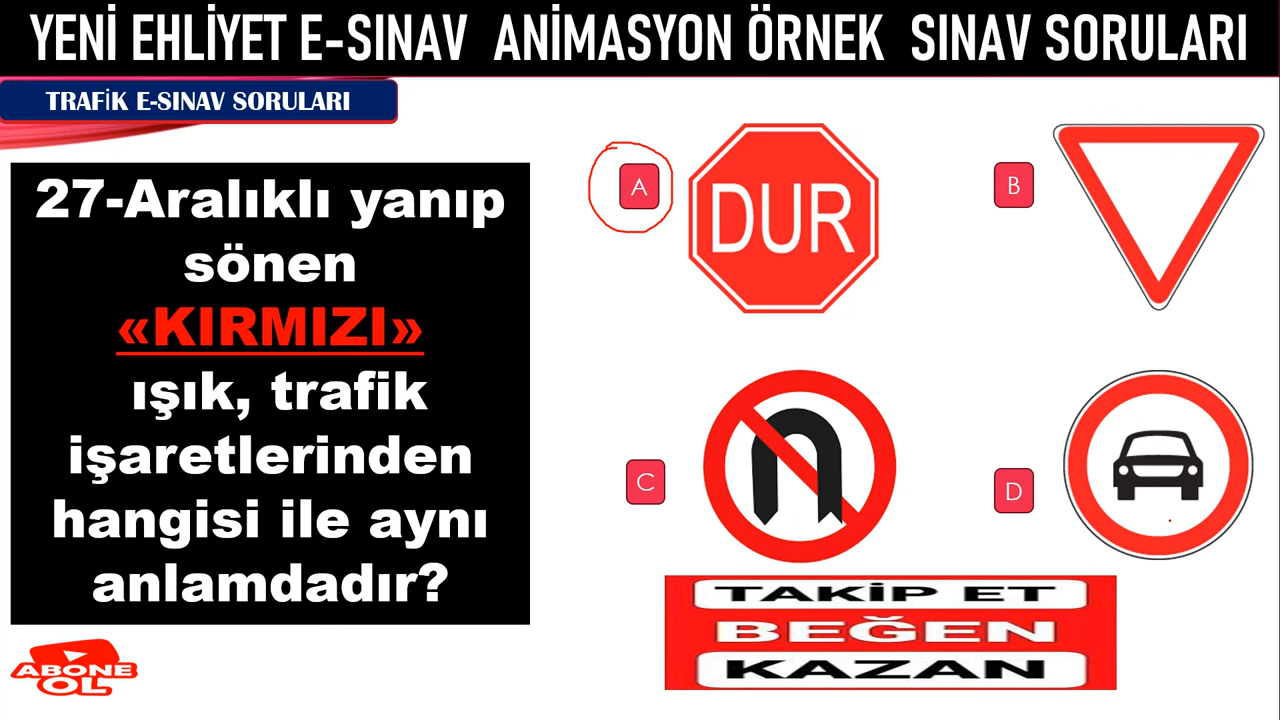 YENİ EHLİYET E-SINAV ANİMASYON ÖRNEK SINAV SORULARI
TRAFİK E-SINAV SORULARI
27-Aralıklı yanıp
sönen
«KIRMIZI»
ışık, trafik
işaretlerinden
hangisi ile aynı
anlamdadır?
A
DUR
B
C
D
TAKİP ET
BEĞEN
KAZAN
ABONE
OL